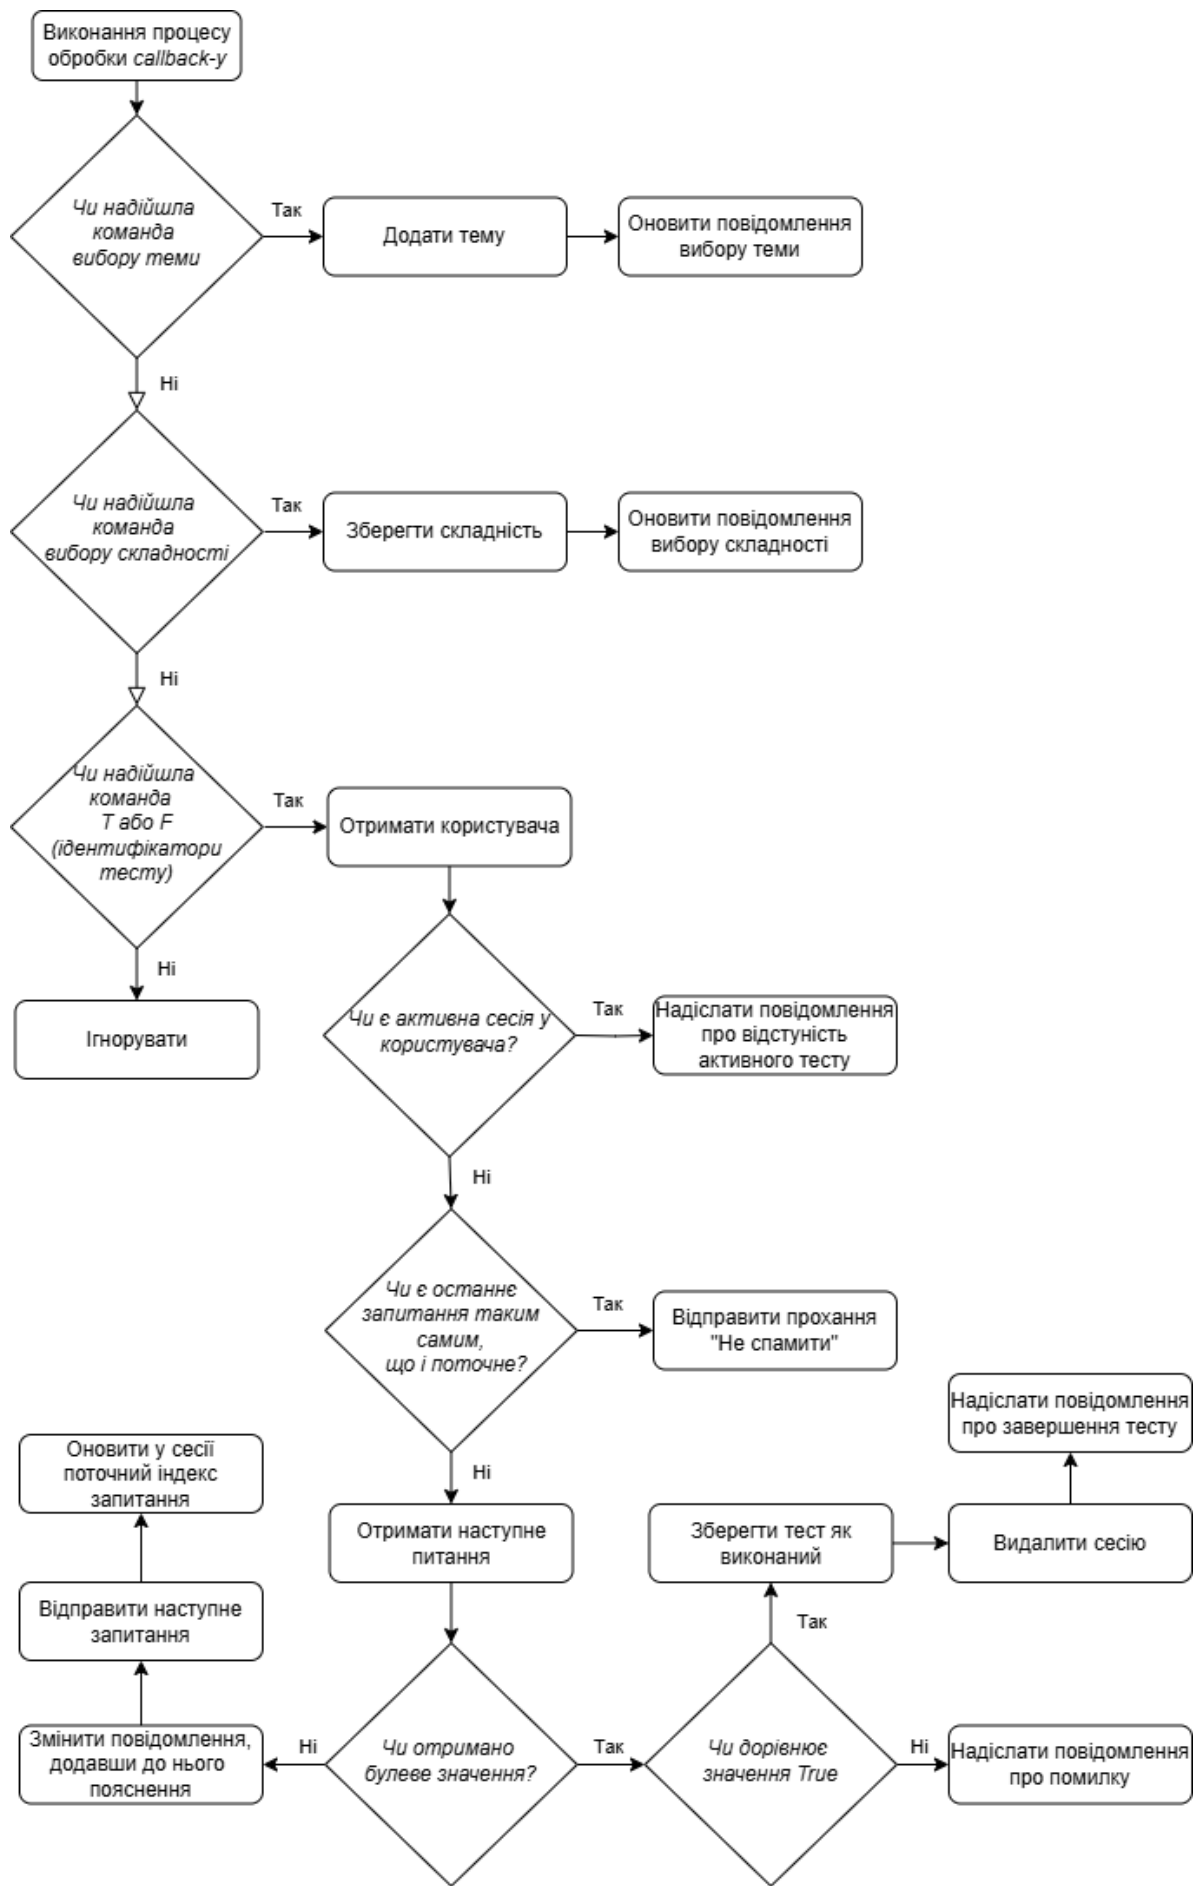 Виконання процесу
обробки callback-у
Чи надійшла
команда
вибору теми
Так
Додати тему
Оновити повідомлення
вибору теми
Ні
Чи надійшла
команда
вибору складності
Так
Зберегти складність
Оновити повідомлення
вибору складності
Ні
Чи надійшла
команда
Т або F
(ідентифікатори
тесту)
Так
Отримати користувача
Ні
Ігнорувати
Чи є активна сесія у
користувача?
Так
Надіслати повідомлення
про відстуність
активного тесту
Ні
Чи є останнє
запитання таким
самим,
що і поточне?
Так
Відправити прохання
"Не спамити"
Ні
Отримати наступне
питання
Чи отримано
булеве значення?
Ні
Змінити повідомлення,
додавши до нього
пояснення
Відправити наступне
запитання
Оновити у сесії
поточний індекс
запитання
Так
Чи дорівнює
значення True
Так
Зберегти тест як
виконаний
Видалити сесію
Надіслати повідомлення
про завершення тесту
Ні
Надіслати повідомлення
про помилку